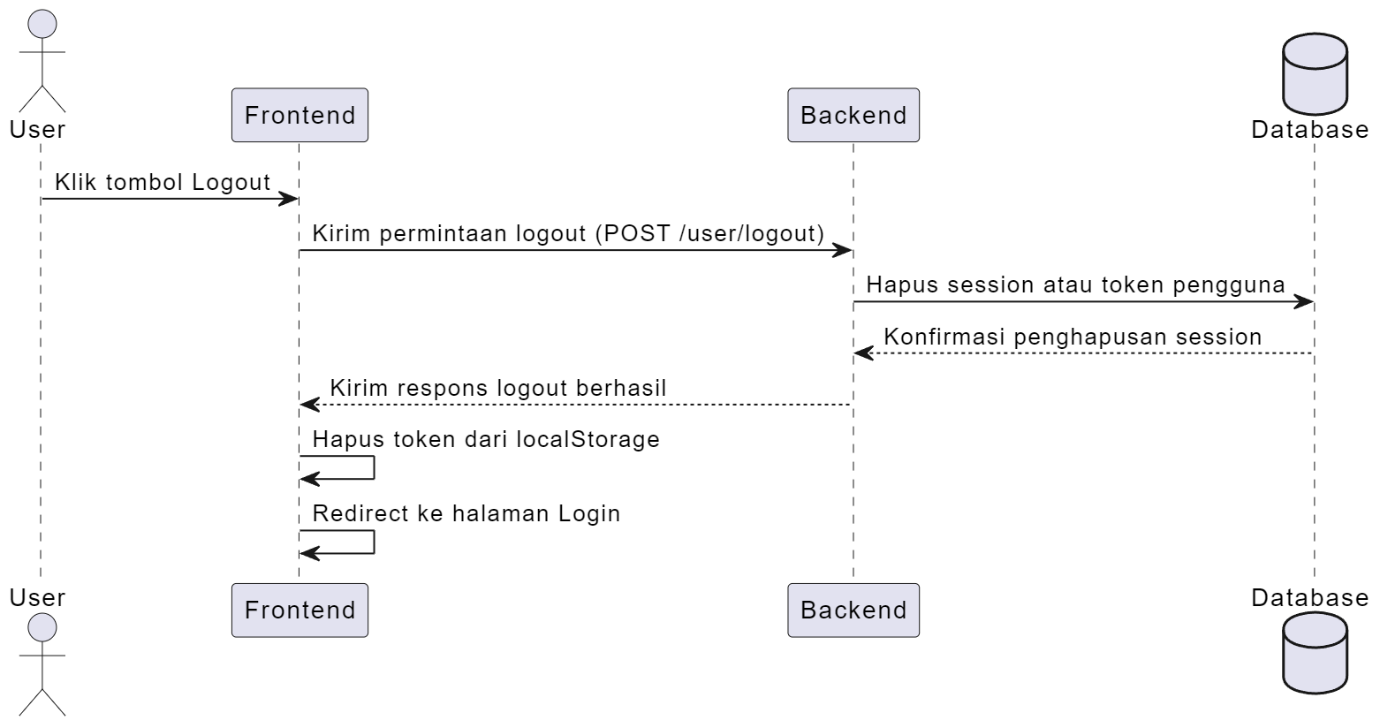 User
Frontend
Backend
Database
Klik tombol Logout
Kirim permintaan logout (POST /user/logout)
Hapus session atau token pengguna
Konfirmasi penghapusan session
Kirim respons logout berhasil
Hapus token dari localStorage
Redirect ke halaman Login
User
Frontend
Backend
Database